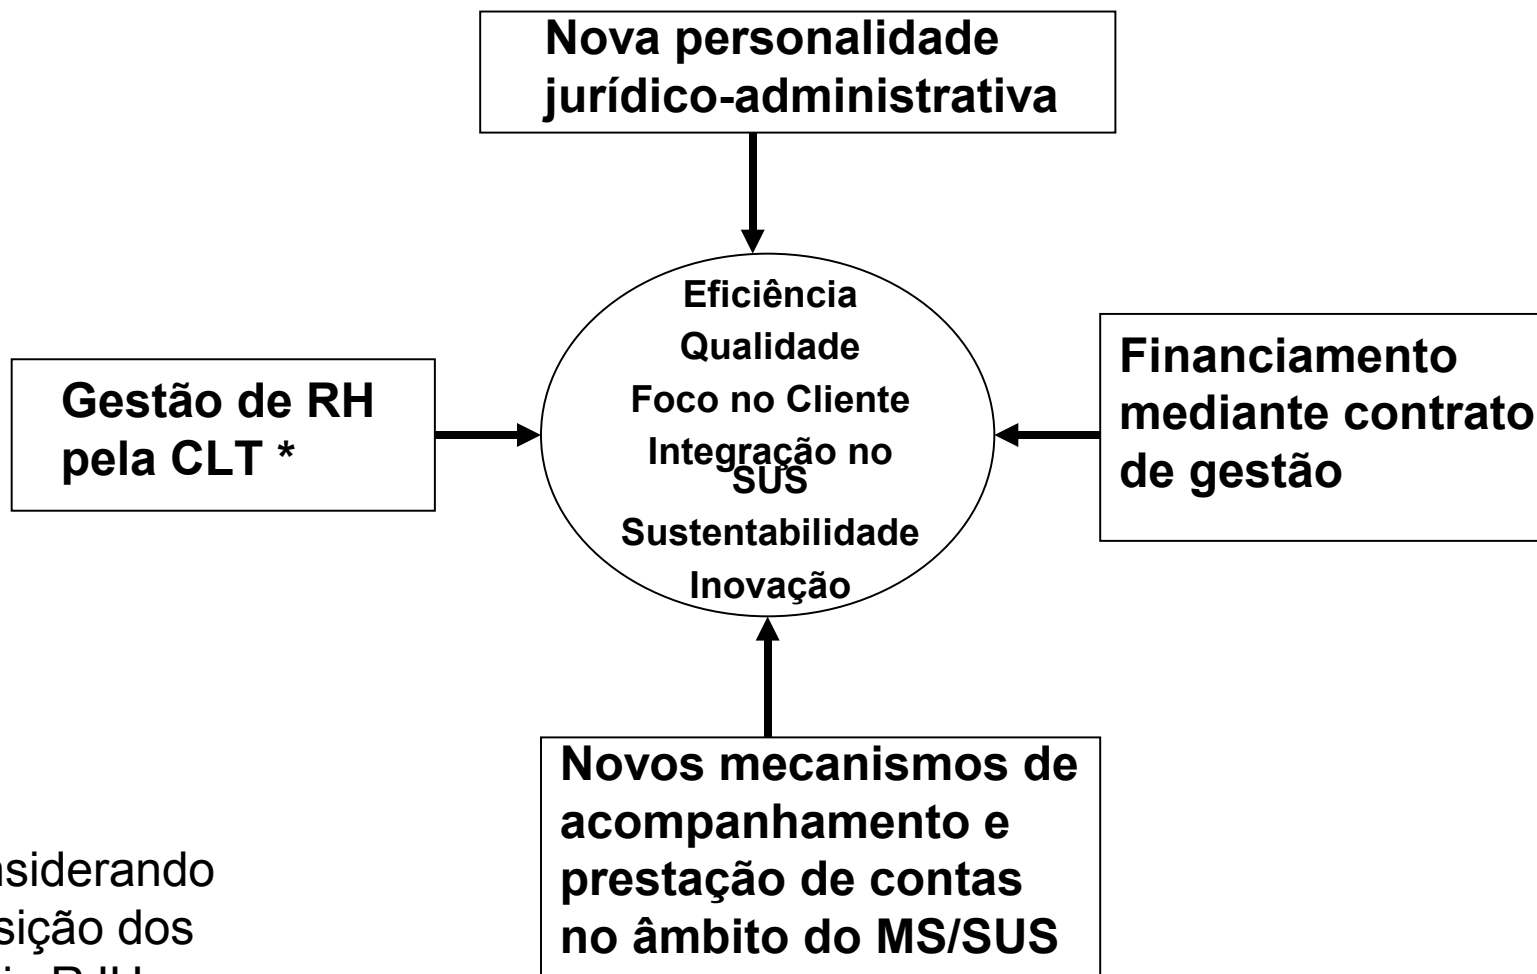 Nova personalidade
jurídico-administrativa
Eficiência
Qualidade
Foco no Cliente
Integração no
SUS
Sustentabilidade
Inovação
Gestão de RH
pela CLT *
Financiamento
mediante contrato
de gestão
Novos mecanismos de
acompanhamento e
prestação de contas
no âmbito do MS/SUS
nsiderando
sição dos